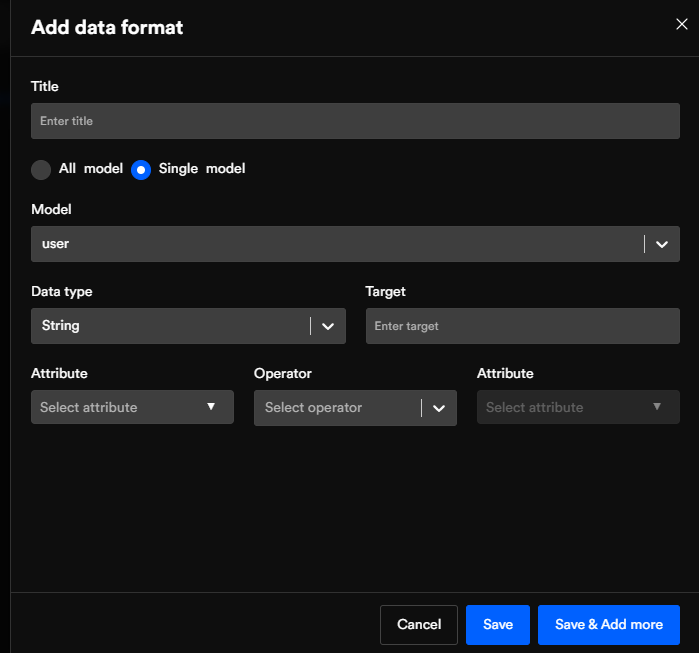 Add data format
Title
Enter title
All model Single model
Model
user
Data type Target
String Enter target
Attribute Operator Attribute
Select attribute Select operator Select attribute
Cancel Save Save & Add more